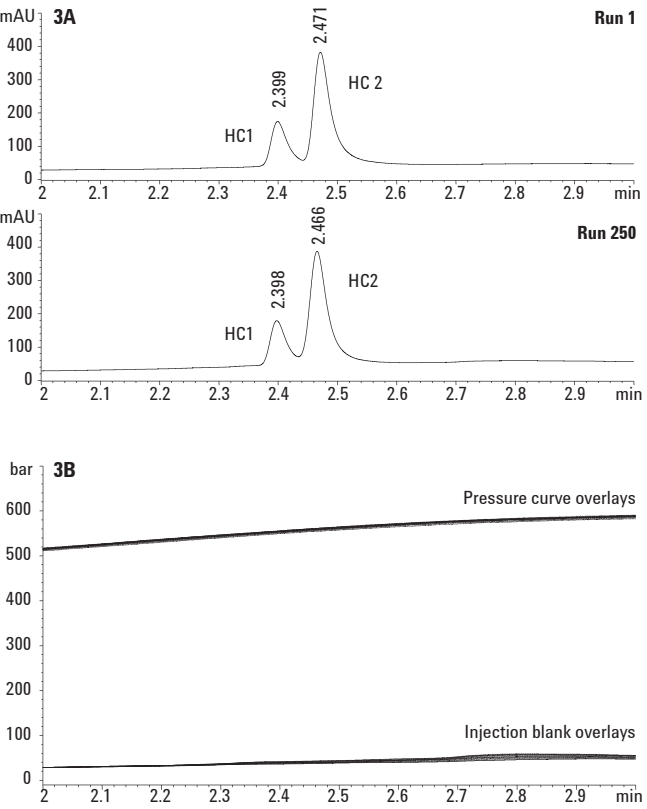 mAU 3A Run 1
400
300
200
100
0
2.399
2.471
HC1
HC 2
2 2.1 2.2 2.3 2.4 2.5 2.6 2.7 2.8 2.9 min
mAU Run 250
400
300
200
100
0
2.398
2.466
HC1
HC2
2 2.1 2.2 2.3 2.4 2.5 2.6 2.7 2.8 2.9 min
bar 3B
600
500
400
300
200
100
0
Pressure curve overlays
Injection blank overlays
2 2.1 2.2 2.3 2.4 2.5 2.6 2.7 2.8 2.9 min